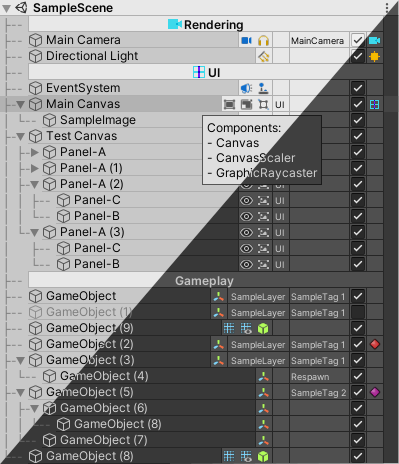 SampleScene
Rendering
Main Camera MainCamera
Directional Light
UI
EventSystem
Main Canvas UI
SampleImage
Test Canvas
Panel-A
Panel-A (1)
Components:
- Canvas
- CanvasScaler
- GraphicRaycaster
Panel-A (2) UI
Panel-C UI
Panel-B UI
Panel-A (3) UI
Panel-C UI
Panel-B UI
Gameplay
GameObject SampleLayer SampleTag 1
GameObject (1) SampleLayer SampleTag 1
GameObject (9)
GameObject (2) SampleLayer SampleTag 1
GameObject (3) SampleLayer SampleTag 1
GameObject (4) Respawn
GameObject (5) SampleTag 2
GameObject (6)
GameObject (8)
GameObject (7)
GameObject (8)